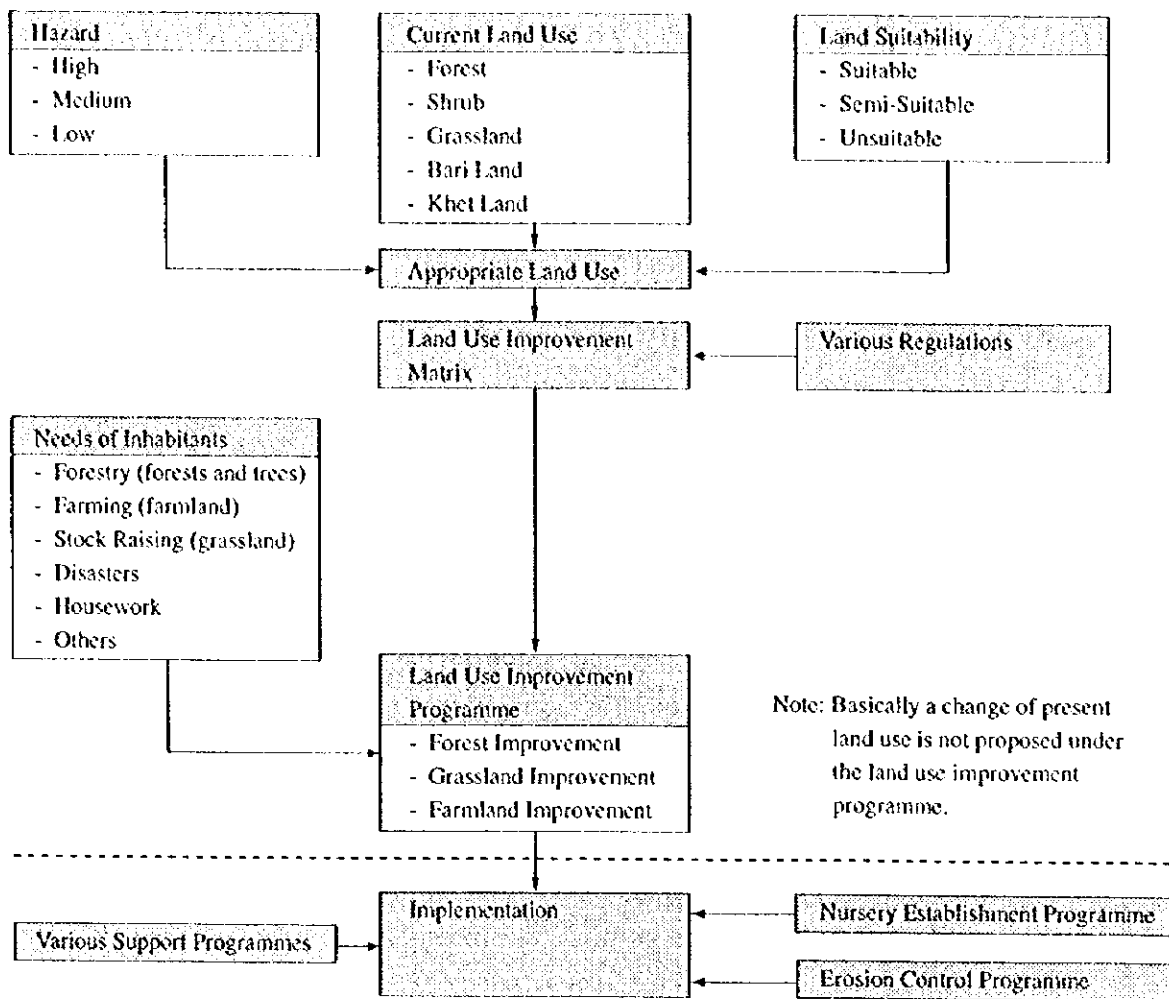 Hazard
- High
- Medium
- Low
Current Land Use
- Forest
- Shrub
- Grassland
- Bari Land
- Khet Land
Land Suitability
- Suitable
- Semi-Suitable
- Unsuitable
Appropriate Land Use
Land Use Improvement
Matrix
Various Regulations
Needs of Inhabitants
- Forestry (forests and trees)
- Farming (farmland)
- Stock Raising (grassland)
- Disasters
- Housework
- Others
Land Use Improvement
Programme
- Forest Improvement
- Grassland Improvement
- Farmland Improvement
Note: Basically a change of present
land use is not proposed under
the land use improvement
programme.
Implementation
Various Support Programmes
Nursery Establishment Programme
Erosion Control Programme